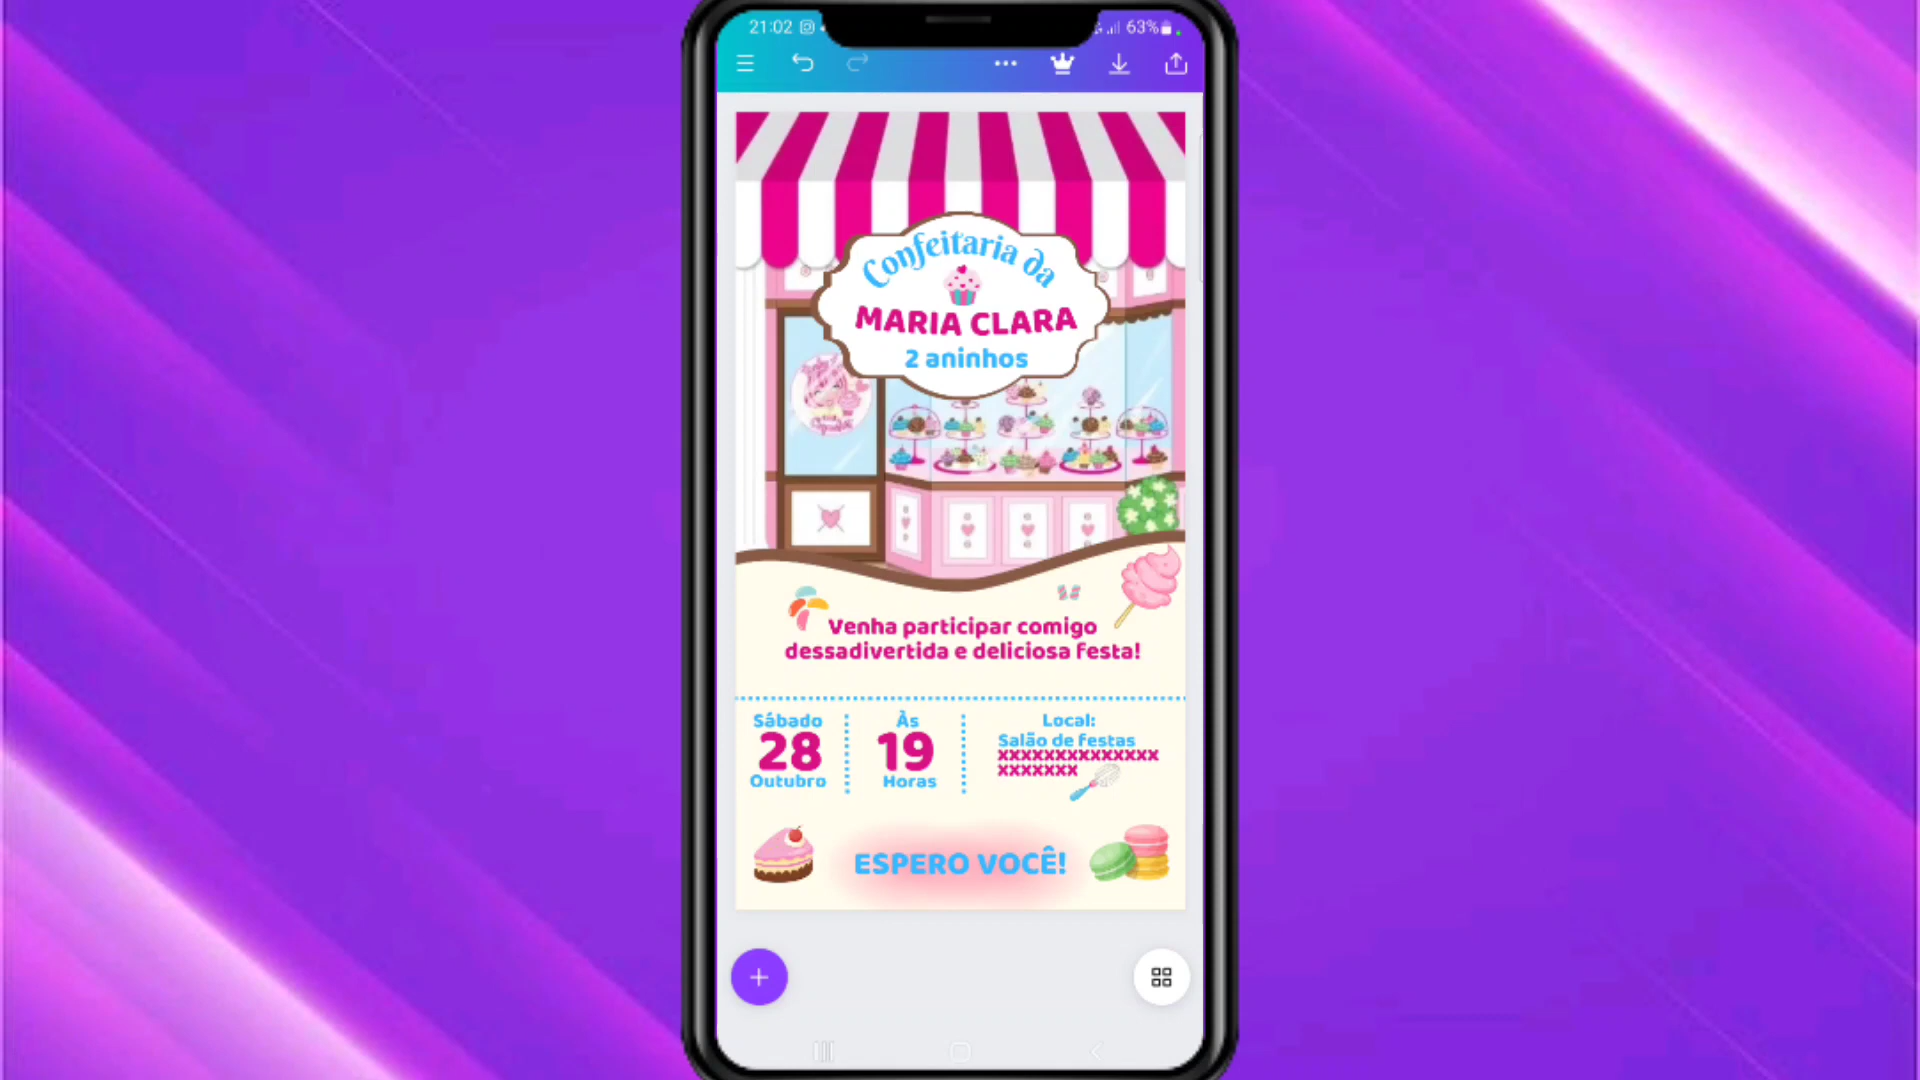 21:02
63%
Confeitaria da
MARIA CLARA
2 aninhos
Venha participar comigo
dessadivertida e deliciosa festa!
Sábado
28
Outubro
Às
19
Horas
Local:
Salão de festas
xxxxxxxxxxxxxx
xxxxxxx
ESPERO VOCÊ!